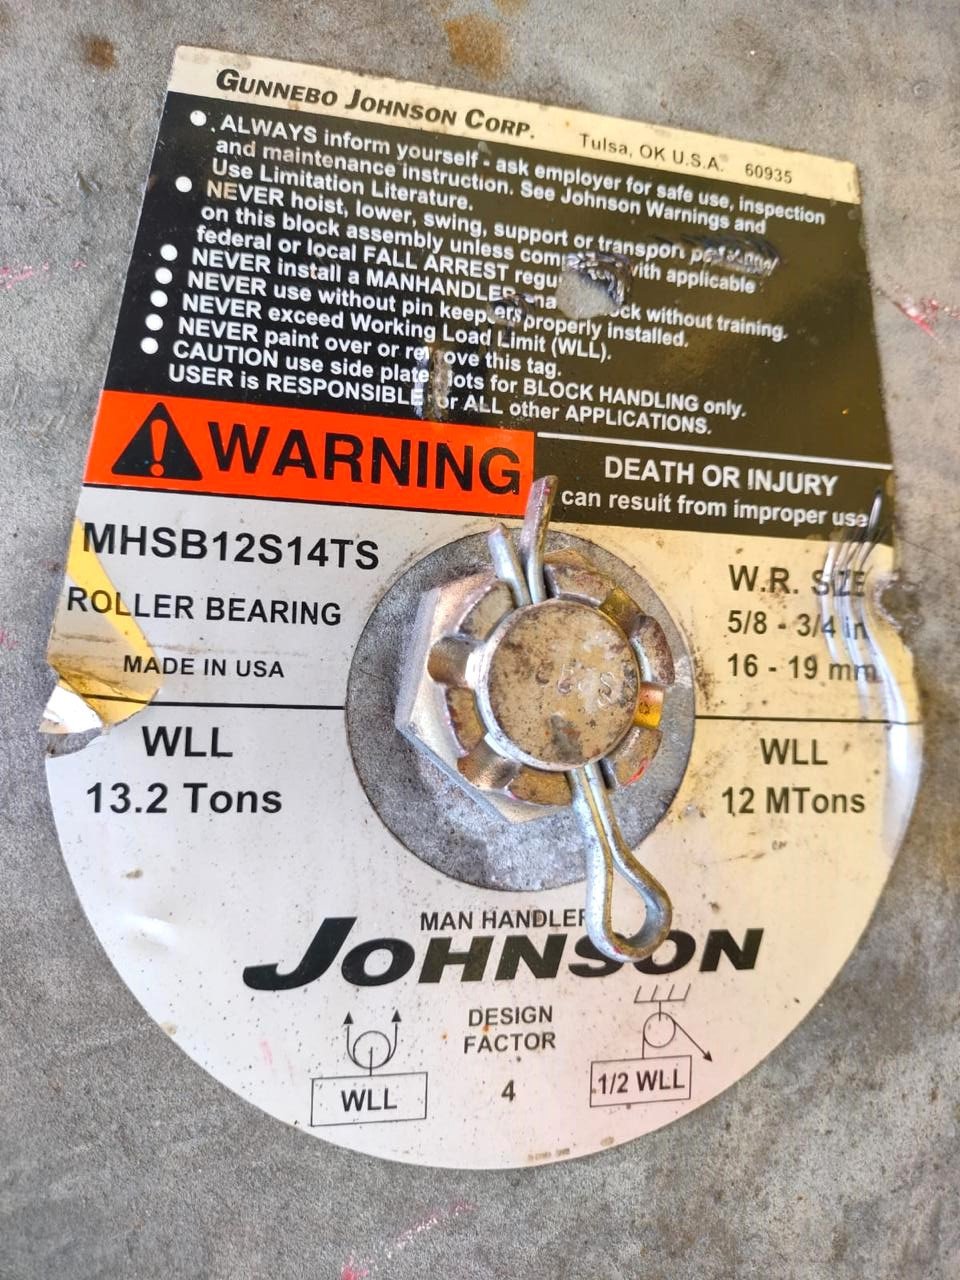 GUNNEBO JOHNSON CORP. Tulsa, OK U.S.A. 60935
• ALWAYS inform yourself - ask employer for safe use, inspection
and maintenance instruction. See Johnson Warnings and
Use Limitation Literature.
• NEVER hoist, lower, swing, support or transport
on this block assembly unless with applicable
federal or local FALL ARREST
• NEVER install a MANHANDLER without training.
• NEVER use without pin keepers properly installed.
• NEVER exceed Working Load Limit (WLL).
• NEVER paint over or remove this tag.
• CAUTION use side plate slots for BLOCK HANDLING only.
USER is RESPONSIBLE for ALL other APPLICATIONS.
WARNING
DEATH OR INJURY
can resuit from improper use
MHSB12S14TS
ROLLER BEARING
MADE IN USA
W.R. SIZE
5/8 - 3/4 in
16 - 19 mm
WLL
13.2 Tons
WLL
12 MTons
MAN HANDLER
JOHNSON
DESIGN
FACTOR
4
WLL
1/2 WLL